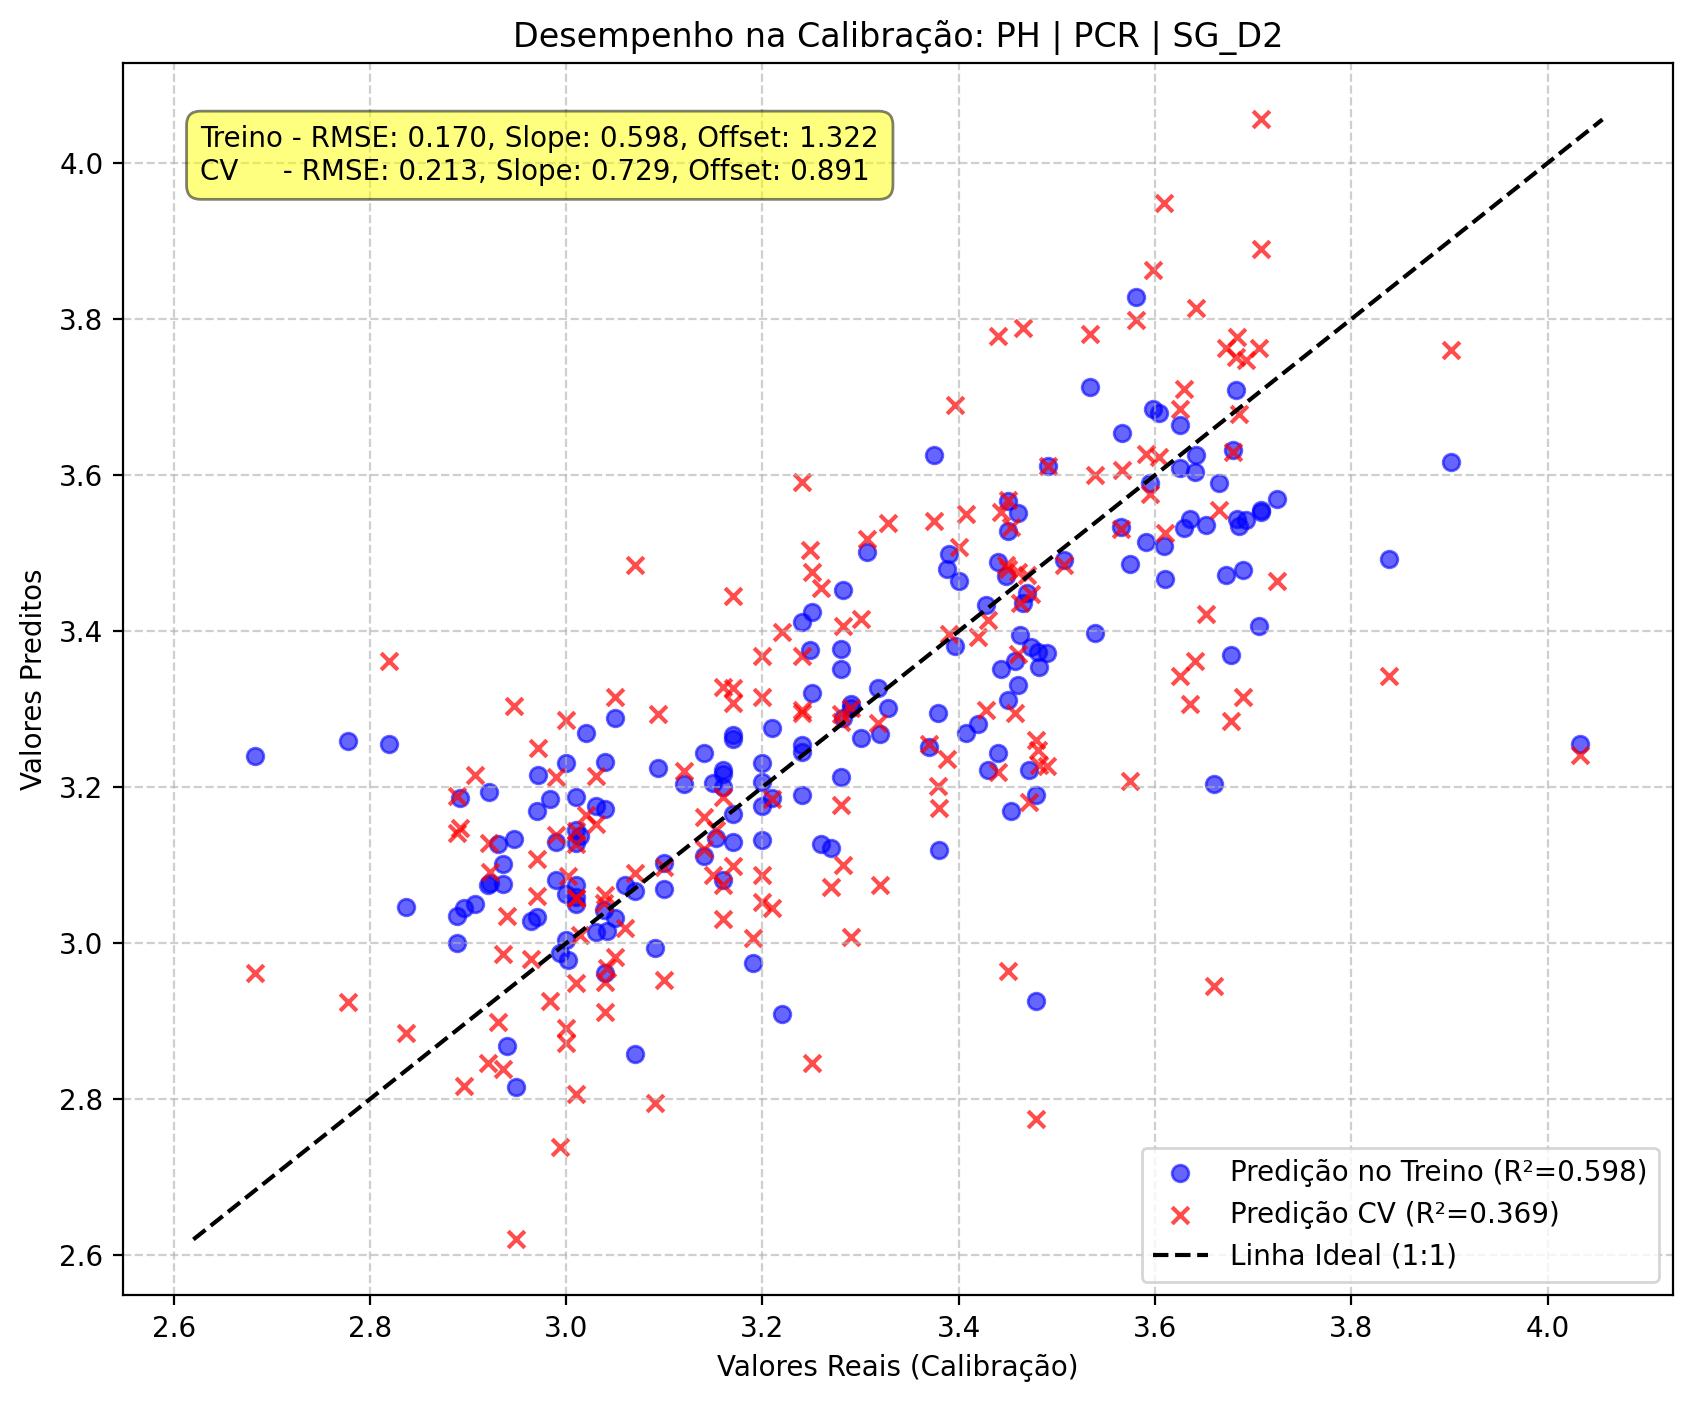 Desempenho na Calibração: PH | PCR | SG_D2
Treino - RMSE: 0.170, Slope: 0.598, Offset: 1.322
CV - RMSE: 0.213, Slope: 0.729, Offset: 0.891
Valores Preditos
4.0
3.8
3.6
3.4
3.2
3.0
2.8
2.6
Predição no Treino (R²=0.598)
Predição CV (R²=0.369)
Linha Ideal (1:1)
2.6 2.8 3.0 3.2 3.4 3.6 3.8 4.0
Valores Reais (Calibração)